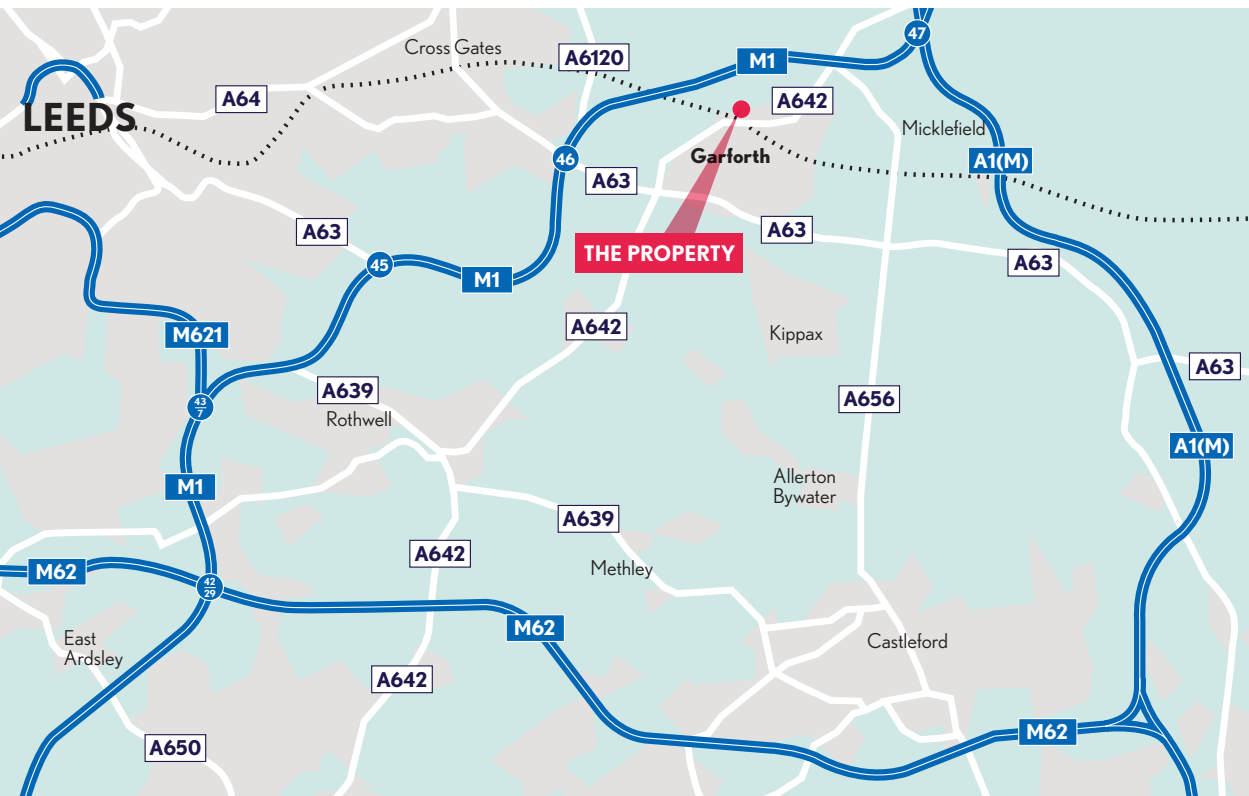 47
Cross Gates
A6120
M1
A64
A642
LEEDS
Micklefield
46
Garforth
A1(M)
A63
A63
A63
THE PROPERTY
A63
45
M1
M621
A642
Kippax
A63
A639
A656
43
7
Rothwell
A1(M)
M1
Allerton
Bywater
A639
A642
M62
Methley
42
29
M62
East
Ardsley
Castleford
A642
M62
A650